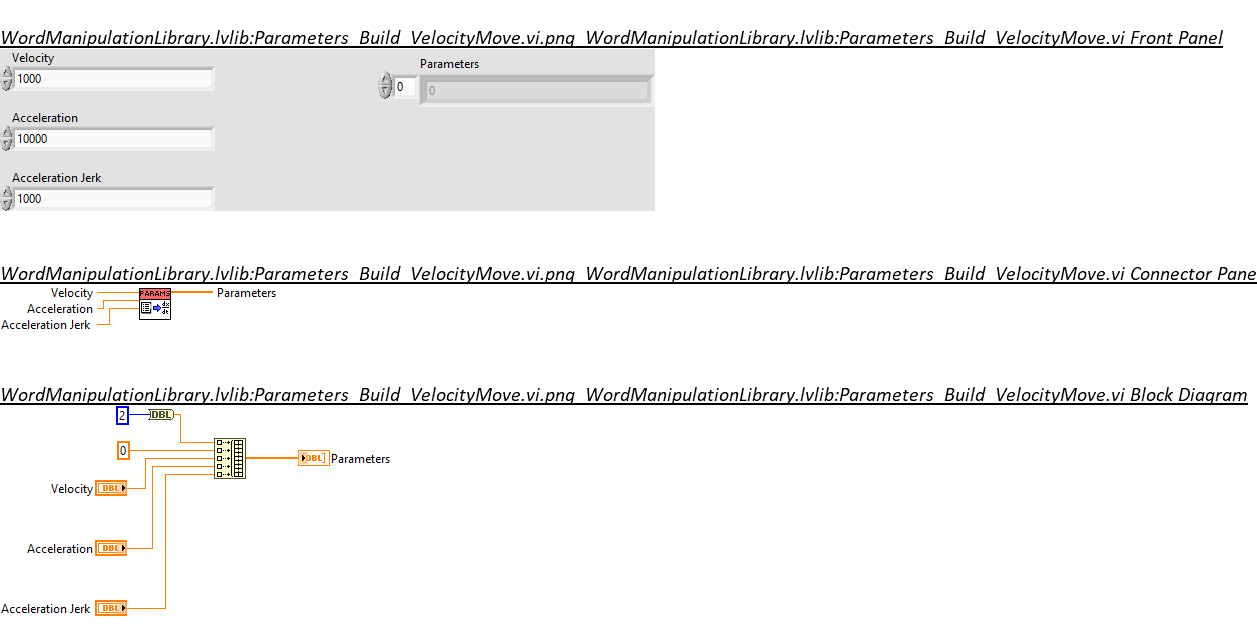 WordManipulationLibrary.lvlib:Parameters_Build_VelocityMove.vi.png_WordManipulationLibrary.lvlib:Parameters_Build_VelocityMove.vi Front Panel
Velocity
1000
Parameters
0
0
Acceleration
10000
Acceleration Jerk
1000
WordManipulationLibrary.lvlib:Parameters_Build_VelocityMove.vi.png_WordManipulationLibrary.lvlib:Parameters_Build_VelocityMove.vi Connector Pane
Velocity
PARAMS
Parameters
Acceleration
dx
dt
Acceleration Jerk
WordManipulationLibrary.lvlib:Parameters_Build_VelocityMove.vi.png_WordManipulationLibrary.lvlib:Parameters_Build_VelocityMove.vi Block Diagram
2
DBL
0
DBL
Parameters
Velocity
DBL
Acceleration
DBL
Acceleration Jerk
DBL